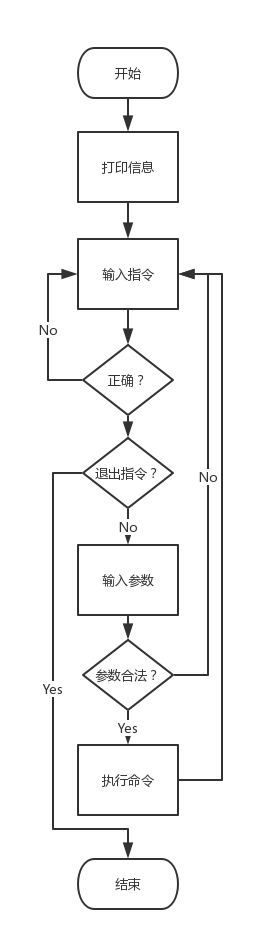 开始
打印信息
输入指令
No
正确？
退出指令？
No
No
输入参数
参数合法？
Yes
Yes
执行命令
结束